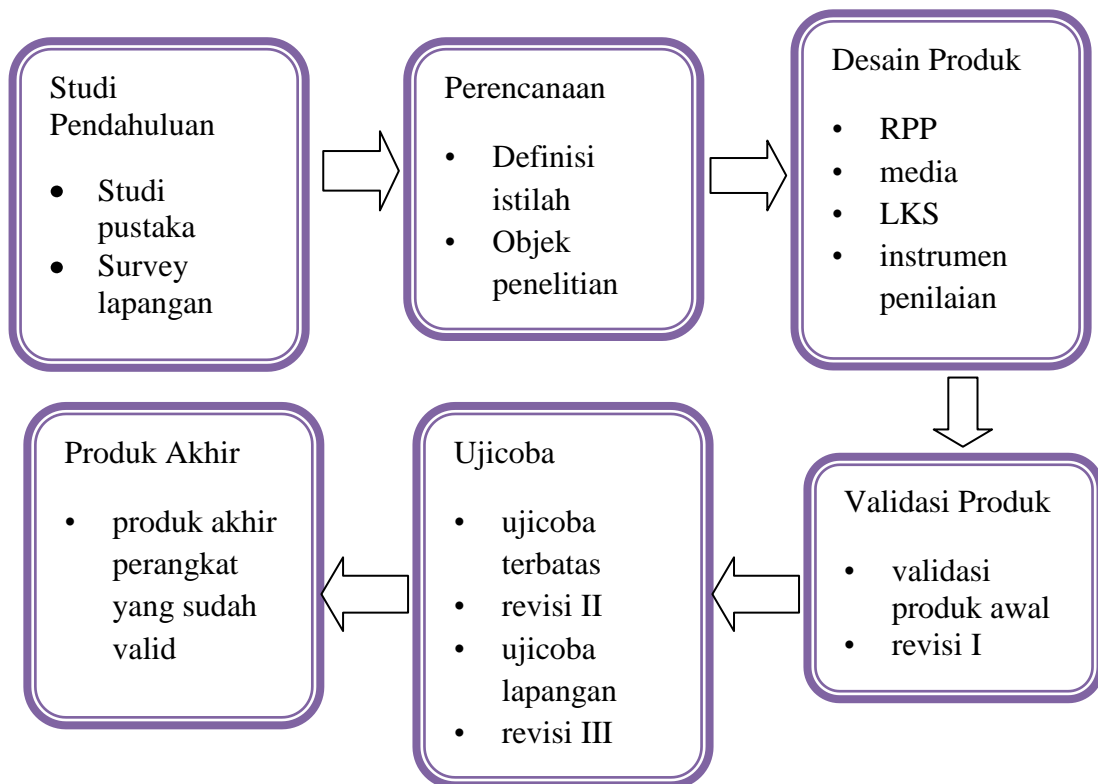 Studi
Pendahuluan
• Studi
pustaka
• Survey
lapangan
Perencanaan
• Definisi
istilah
• Objek
penelitian
Desain Produk
• RPP
• media
• LKS
• instrumen
penilaian
Validasi Produk
• validasi
produk awal
• revisi I
Ujicoba
• ujicoba
terbatas
• revisi II
• ujicoba
lapangan
• revisi III
Produk Akhir
• produk akhir
perangkat
yang sudah
valid